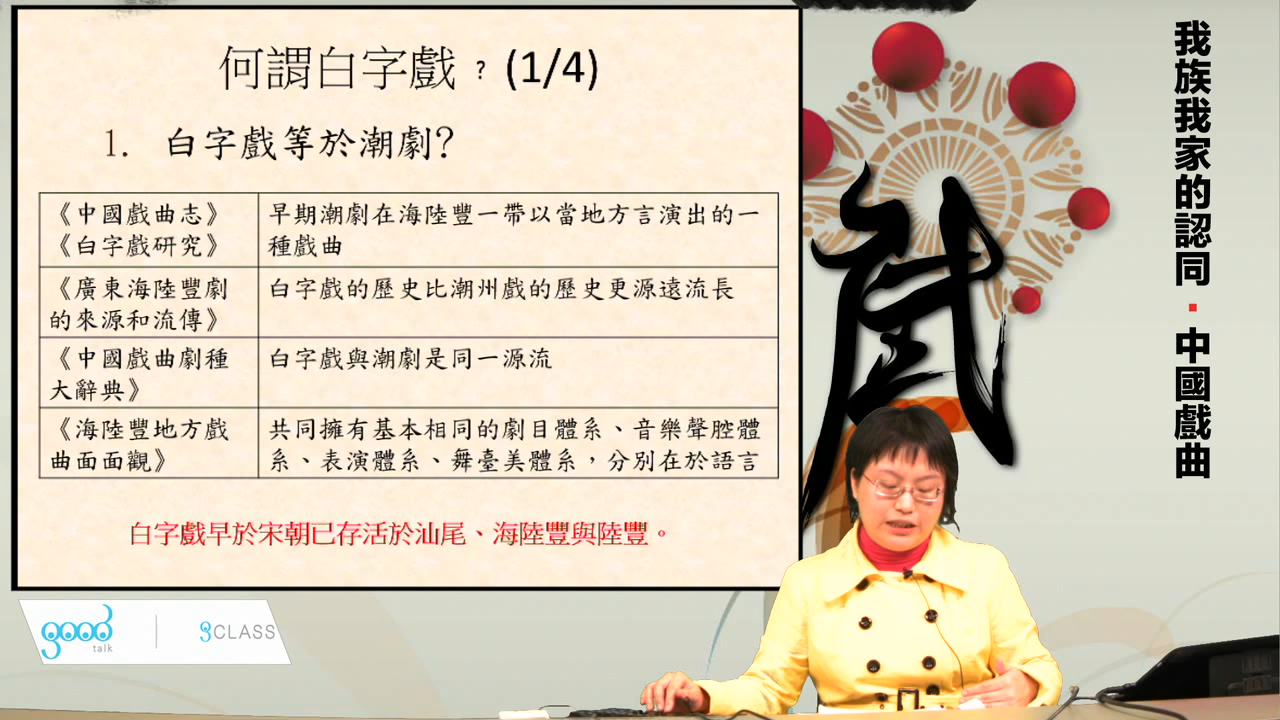 何謂白字戲？(1/4)
1. 白字戲等於潮劇?
《中國戲曲志》
《白字戲研究》
早期潮劇在海陸豐一帶以當地方言演出的一
種戲曲
《廣東海陸豐劇
的來源和流傳》
白字戲的歷史比潮州戲的歷史更源遠流長
《中國戲曲劇種
大辭典》
白字戲與潮劇是同一源流
《海陸豐地方戲
曲面面觀》
共同擁有基本相同的劇目體系、音樂聲腔體
系、表演體系、舞臺美體系，分別在於語言
白字戲早於宋朝已存活於汕尾、海陸豐與陸豐。
我族我家的認同·中國戲曲
good
talk
3CLASS